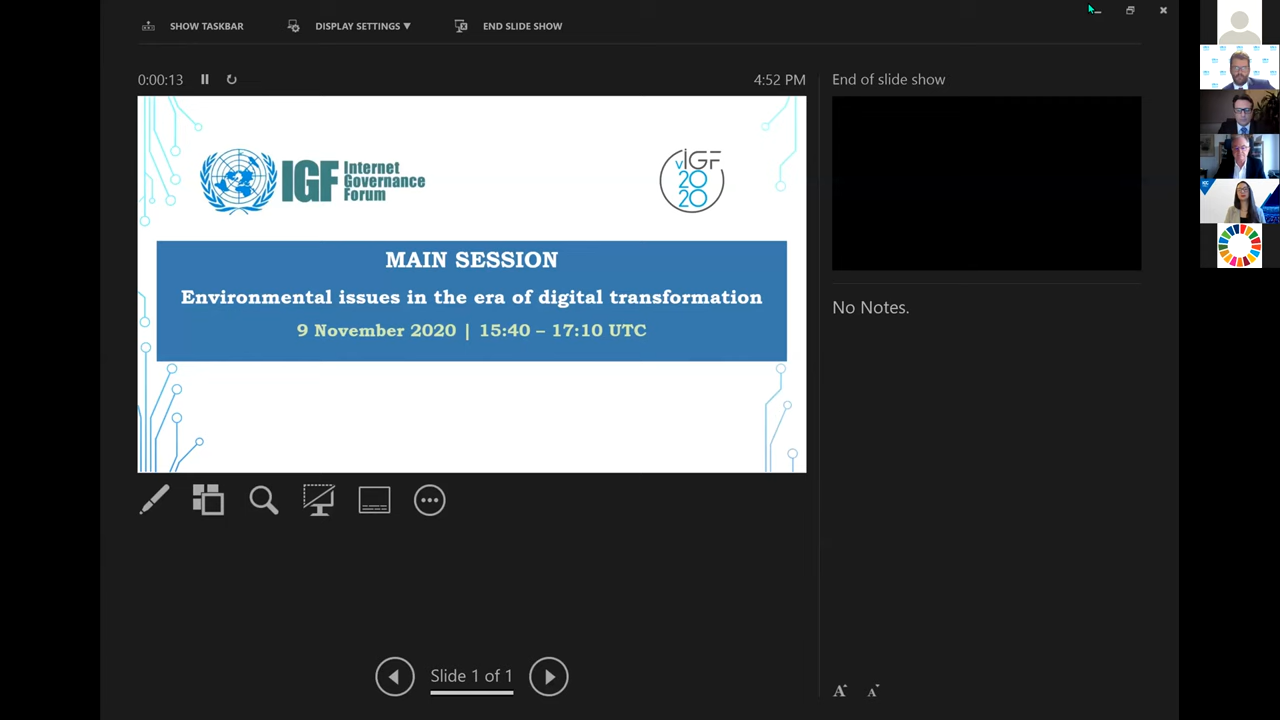 SHOW TASKBAR
DISPLAY SETTINGS ▼
END SLIDE SHOW
0:00:13
4:52 PM
End of slide show
IGF Internet Governance Forum
vIGF
20
20
MAIN SESSION
Environmental issues in the era of digital transformation
9 November 2020 | 15:40 – 17:10 UTC
No Notes.
Slide 1 of 1
A A